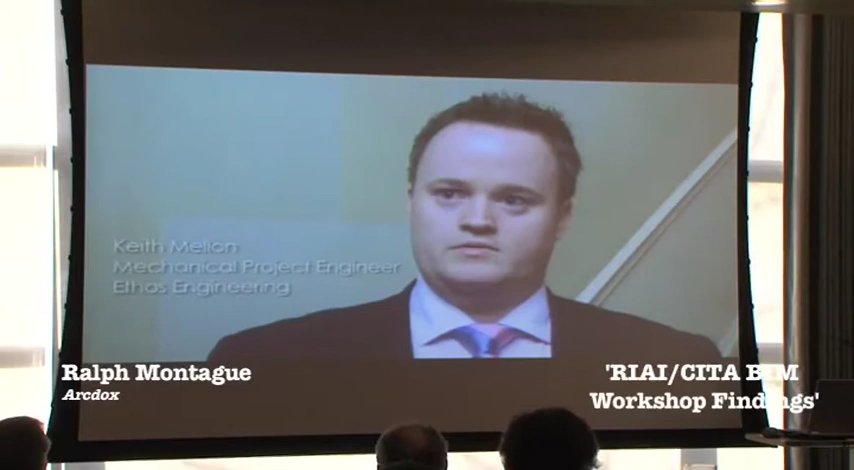 Keith Mellon
Mechanical Project Engineer
Ethos Engineering
Ralph Montague
Arcdox
'RIAI/CITA BIM
Workshop Findings'